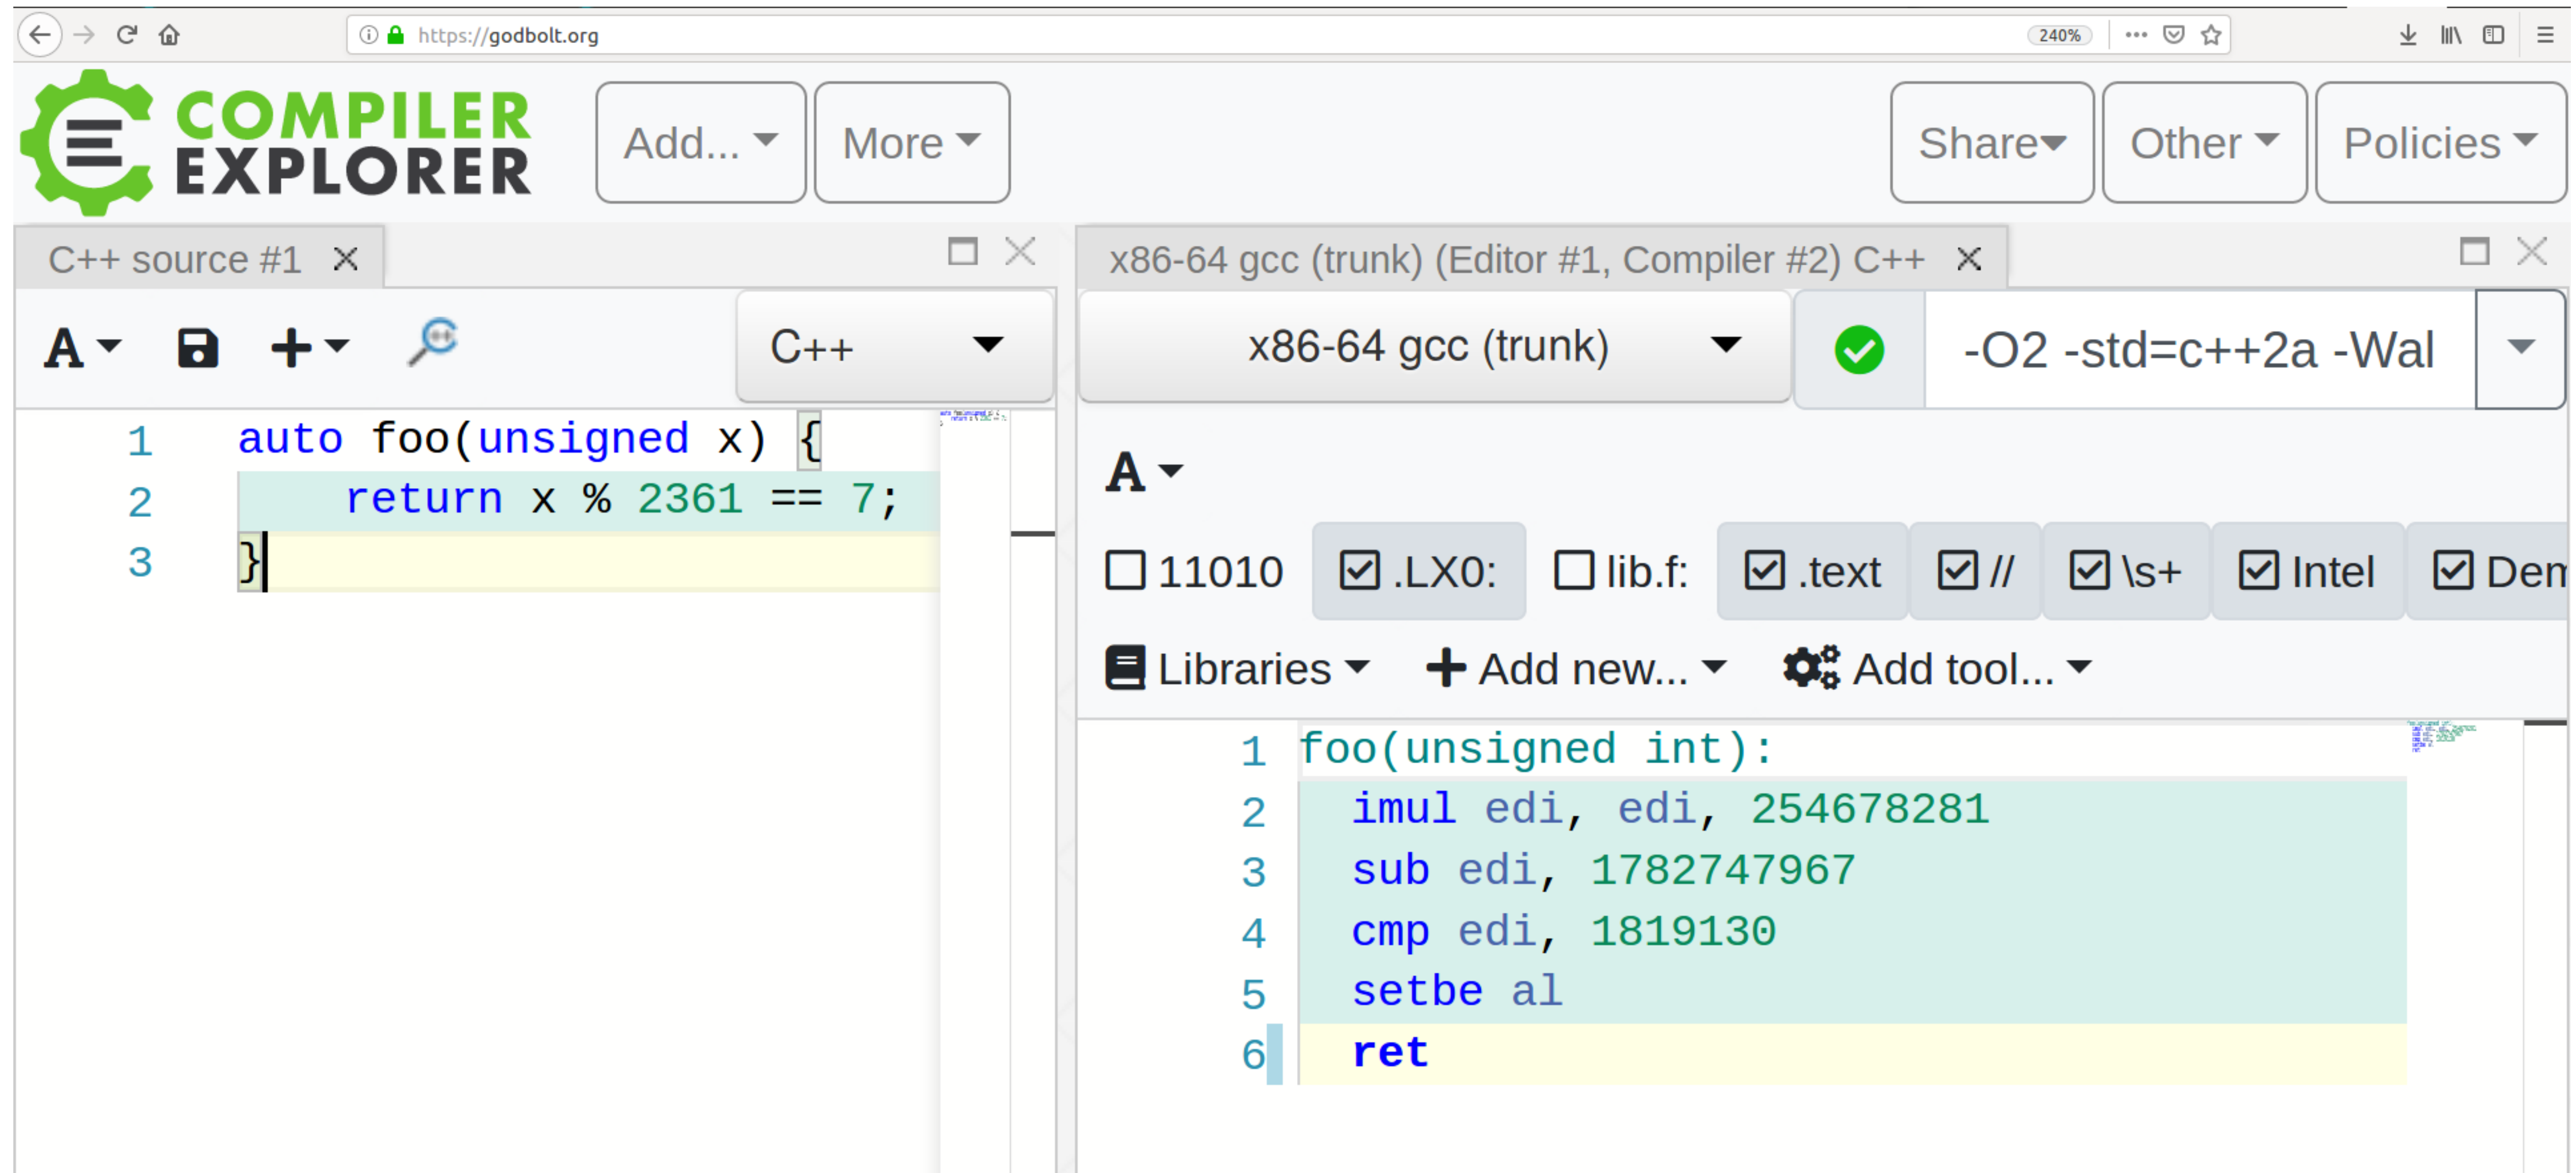 https://godbolt.org 240%
COMPILER
EXPLORER
Add... More Share Other Policies
C++ source #1
A C++
1 auto foo(unsigned x) {
2 return x % 2361 == 7;
3 }
x86-64 gcc (trunk) (Editor #1, Compiler #2) C++
x86-64 gcc (trunk) -O2 -std=c++2a -Wal
A
11010 .LX0: lib.f: .text // \s+ Intel Dem
Libraries Add new... Add tool...
1 foo(unsigned int):
2 imul edi, edi, 254678281
3 sub edi, 1782747967
4 cmp edi, 1819130
5 setbe al
6 ret